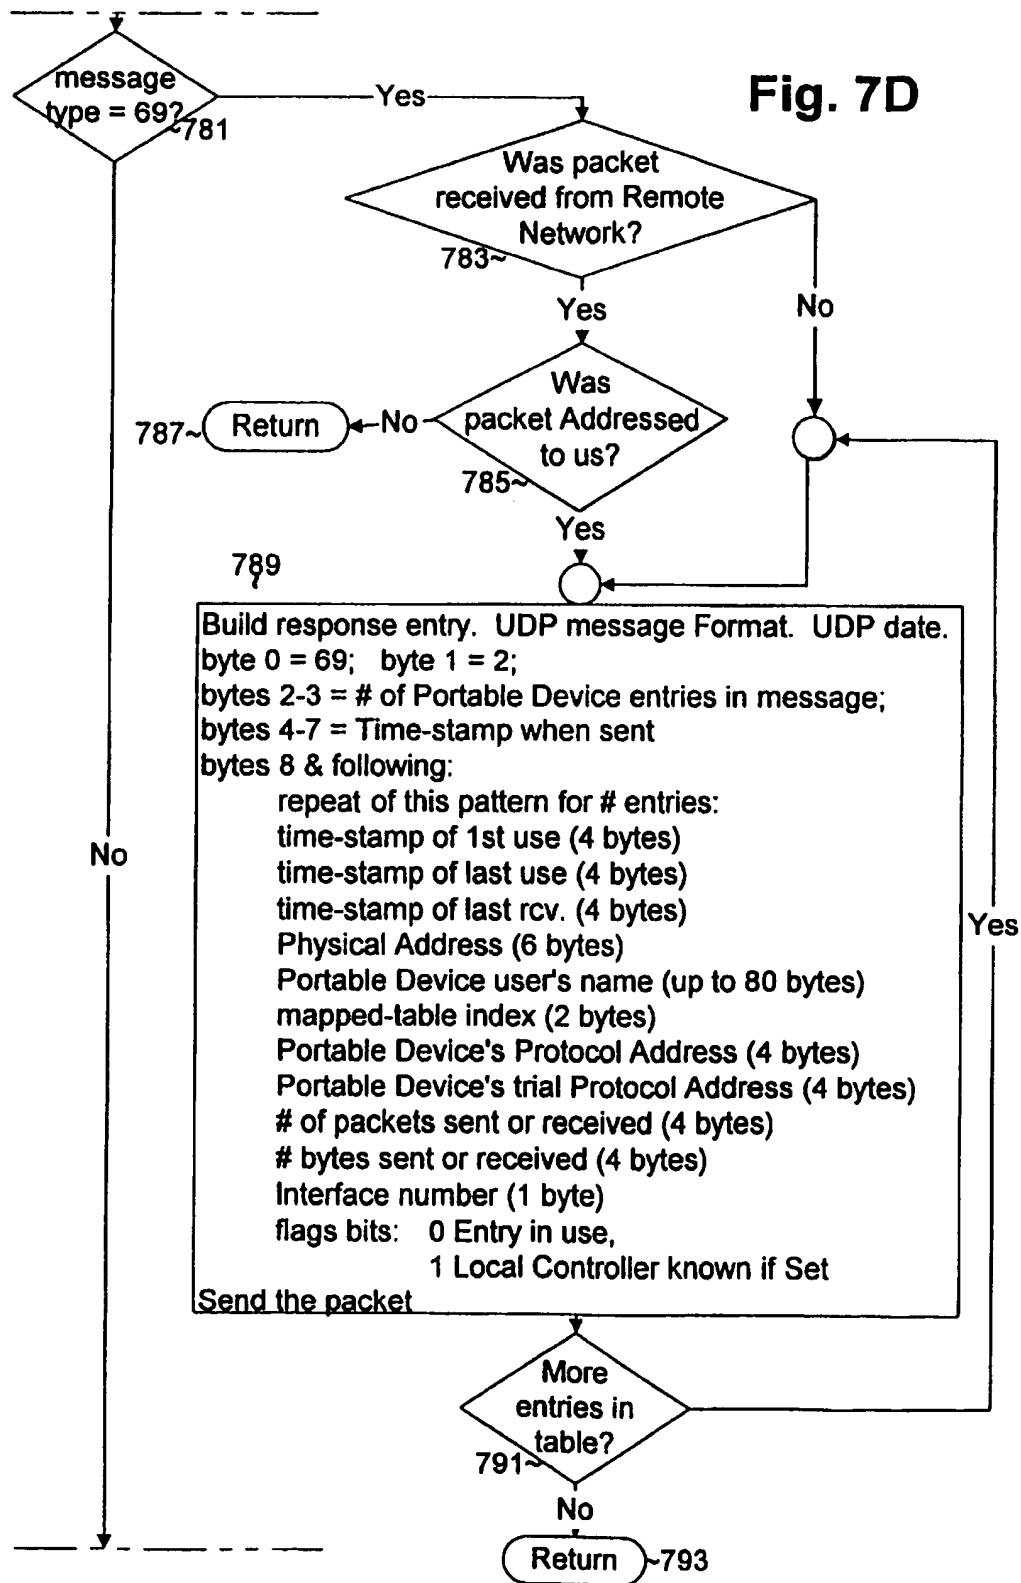 Fig. 7D
message
type = 69?
~781
Yes
Was packet
received from Remote
Network?
783~
Yes
No
Was
packet Addressed
to us?
785~
No
787~
Return
Yes
789
Build response entry. UDP message Format. UDP date.
byte 0 = 69; byte 1 = 2;
bytes 2-3 = # of Portable Device entries in message;
bytes 4-7 = Time-stamp when sent
bytes 8 & following:
repeat of this pattern for # entries:
time-stamp of 1st use (4 bytes)
time-stamp of last use (4 bytes)
time-stamp of last rcv. (4 bytes)
Physical Address (6 bytes)
Portable Device user's name (up to 80 bytes)
mapped-table index (2 bytes)
Portable Device's Protocol Address (4 bytes)
Portable Device's trial Protocol Address (4 bytes)
# of packets sent or received (4 bytes)
# bytes sent or received (4 bytes)
Interface number (1 byte)
flags bits: 0 Entry in use,
1 Local Controller known if Set
Send the packet
No
Yes
More
entries in
table?
791~
No
Return
~793